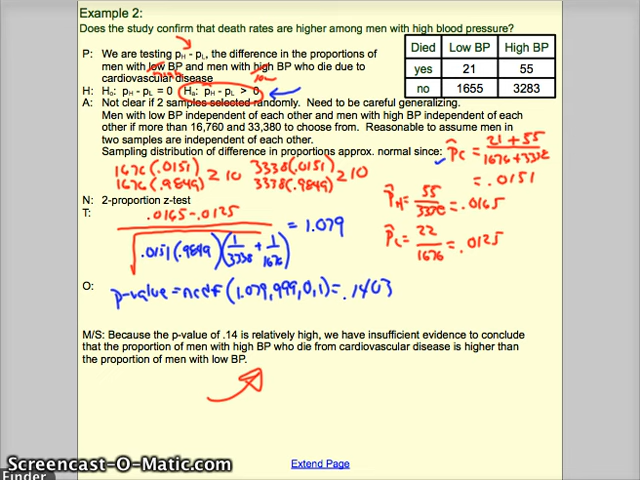 Example 2:
Does the study confirm that death rates are higher among men with high blood pressure?
P: We are testing pH - pL, the difference in the proportions of
men with low BP and men with high BP who die due to
high low
cardiovascular disease
H: Ho: pH - pL = 0 Ha: pH - pL > 0
A: Not clear if 2 samples selected randomly. Need to be careful generalizing.
Men with low BP independent of each other and men with high BP independent of each
other if more than 16,760 and 33,380 to choose from. Reasonable to assume men in
two samples are independent of each other.
Sampling distribution of difference in proportions approx. normal since:
Died Low BP High BP
yes 21 55
no 1655 3283
1676(.0151) ≥ 10 3338(.0151) ≥ 10
1676(.9849) 3338(.9849)
p̂c = 21 + 55 / 1676 + 3338
= .0151
p̂H = 55 / 3338 = .0165
p̂L = 22 / 1676 = .0125
N: 2-proportion z-test
T: .0165 - .0125 / √.0151(.9849)(1/3338 + 1/1676) = 1.079
O: p-value = ncdf(1.079, 999, 0, 1) = .1403
M/S: Because the p-value of .14 is relatively high, we have insufficient evidence to conclude
that the proportion of men with high BP who die from cardiovascular disease is higher than
the proportion of men with low BP.
Extend Page
Screencast-O-Matic.com
Finder